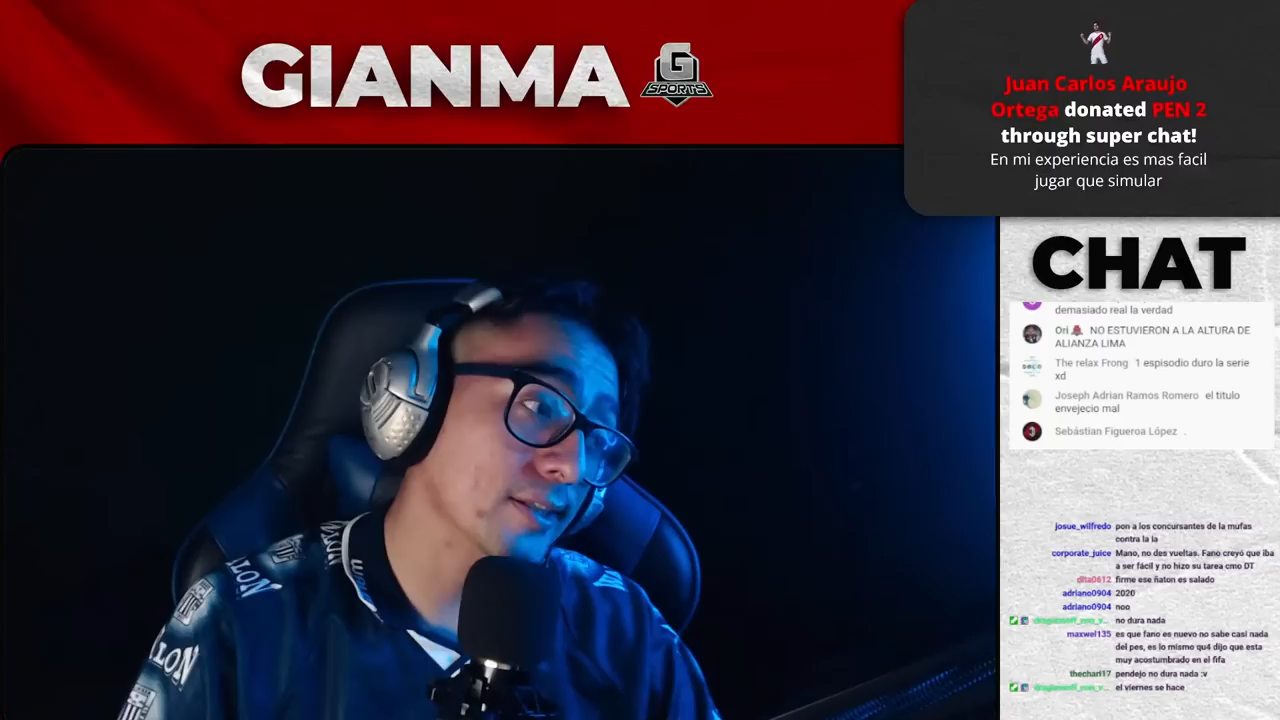 GIANMA
G
SPORTS
Juan Carlos Araujo
Ortega donated PEN 2
through super chat!
En mi experiencia es mas facil
jugar que simular
CHAT
demasiado real la verdad
Ori NO ESTUVIERON A LA ALTURA DE
ALIANZA LIMA
The relax Frong 1 espisodio duro la serie
xd
Joseph Adrian Ramos Romero el titulo
envejecio mal
Sebástian Figueroa López .
josue_wilfredo pon a los concursantes de la mufas
contra la ia
corporate_juice Mano, no des vueltas. Fano creyó que iba
a ser fácil y no hizo su tarea cmo DT
dita0612 firme ese ñaton es salado
adriano0904 2020
adriano0904 noo
no dura nada
maxwel135 es que fano es nuevo no sabe casi nada
del pes, es lo mismo qu4 dijo que esta
muy acostumbrado en el fifa
thechari17 pendejo no dura nada :v
el viernes se hace